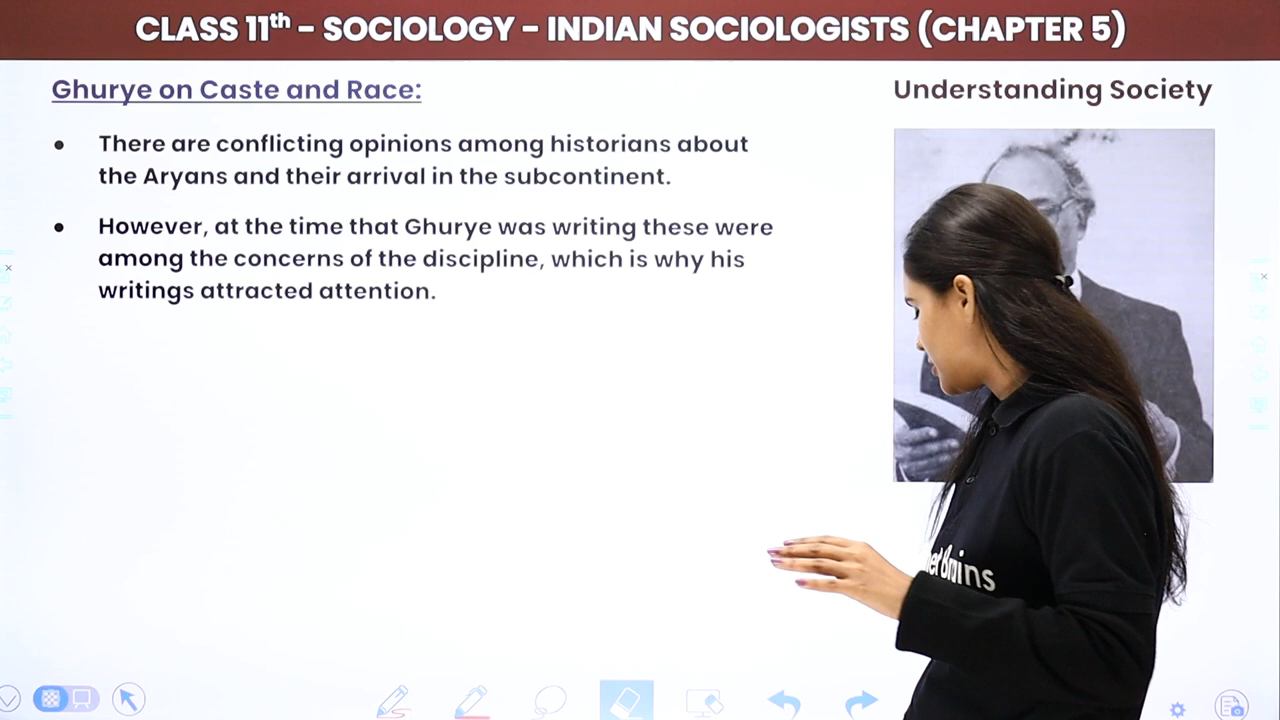 CLASS 11th – SOCIOLOGY – INDIAN SOCIOLOGISTS (CHAPTER 5)
Ghurye on Caste and Race:
Understanding Society
• There are conflicting opinions among historians about
the Aryans and their arrival in the subcontinent.
• However, at the time that Ghurye was writing these were
among the concerns of the discipline, which is why his
writings attracted attention.